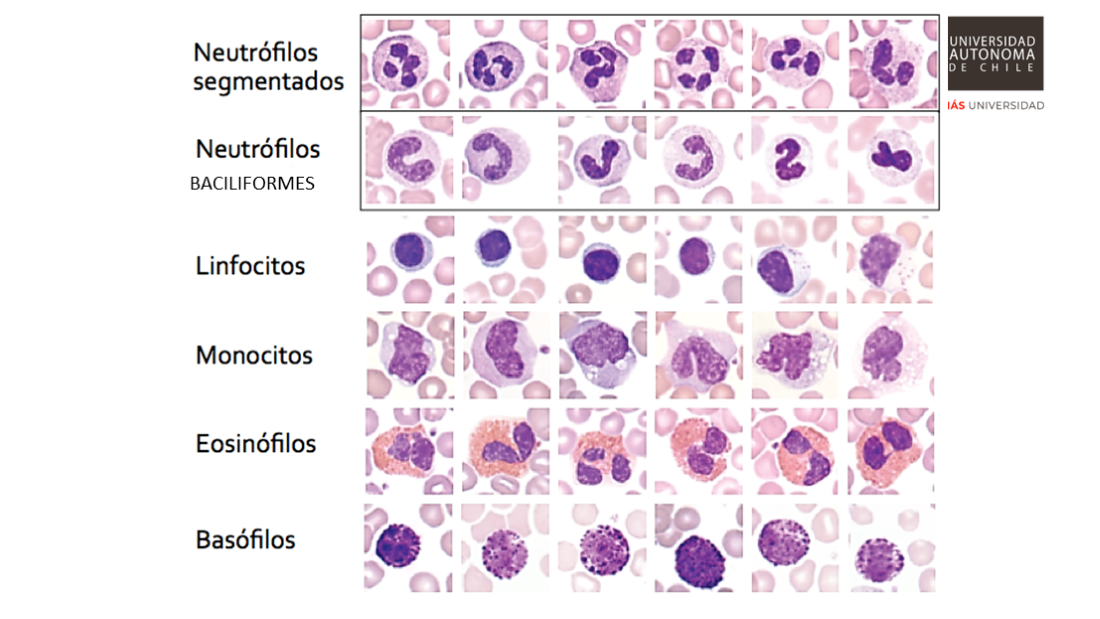 Neutrófilos
segmentados
UNIVERSIDAD
AUTONOMA
DE CHILE
IÁS UNIVERSIDAD
Neutrófilos
BACILIFORMES
Linfocitos
Monocitos
Eosinófilos
Basófilos